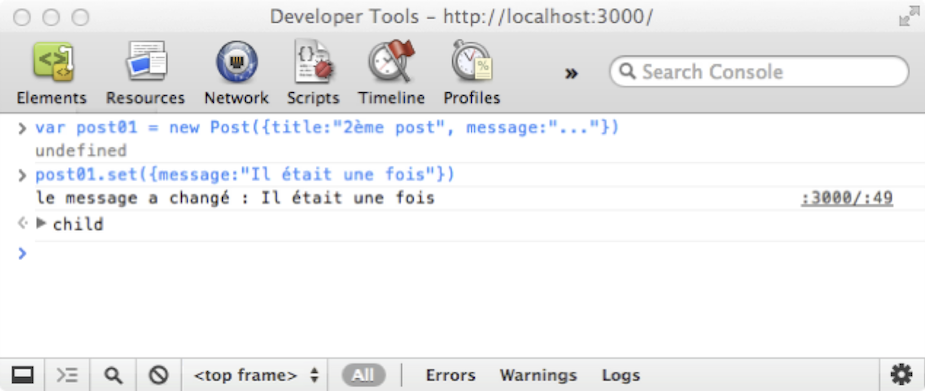 Developer Tools – http://localhost:3000/
Elements Resources Network Scripts Timeline Profiles » Search Console
> var post01 = new Post({title:"2ème post", message:"..."})
undefined
> post01.set({message:"Il était une fois"})
le message a changé : Il était une fois :3000/:49
child
>
<top frame> All Errors Warnings Logs